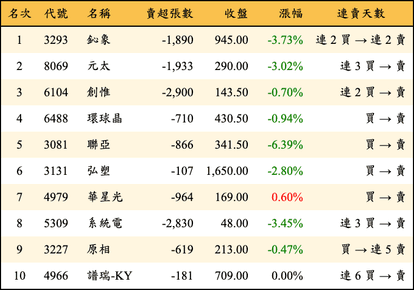 名次 代號 名稱 賣超張數 收盤 漲幅 連賣天數
1 3293 鈊象 -1,890 945.00 -3.73% 連 2 買 → 連 2 賣
2 8069 元太 -1,933 290.00 -3.02% 連 3 買 → 賣
3 6104 創惟 -2,900 143.50 -0.70% 連 2 買 → 賣
4 6488 環球晶 -710 430.50 -0.94% 買 → 賣
5 3081 聯亞 -866 341.50 -6.39% 買 → 賣
6 3131 弘塑 -107 1,650.00 -2.80% 買 → 賣
7 4979 華星光 -964 169.00 0.60% 買 → 賣
8 5309 系統電 -2,830 48.00 -3.45% 連 3 買 → 賣
9 3227 原相 -619 213.00 -0.47% 買 → 連 5 賣
10 4966 譜瑞-KY -181 709.00 0.00% 連 6 買 → 賣